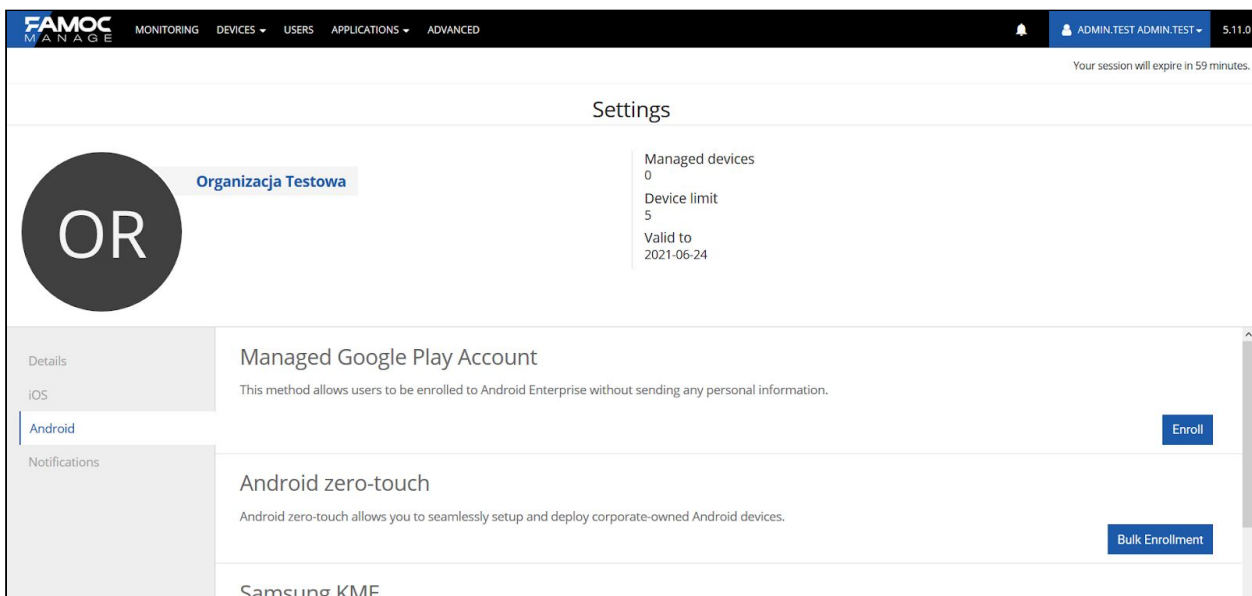 FAMOC MANAGE MONITORING DEVICES USERS APPLICATIONS ADVANCED ADMIN.TEST ADMIN.TEST 5.11.0
Your session will expire in 59 minutes.
Settings
OR
Organizacja Testowa
Managed devices
0
Device limit
5
Valid to
2021-06-24
Details
iOS
Android
Notifications
Managed Google Play Account
This method allows users to be enrolled to Android Enterprise without sending any personal information.
Enroll
Android zero-touch
Android zero-touch allows you to seamlessly setup and deploy corporate-owned Android devices.
Bulk Enrollment
Samsung KME